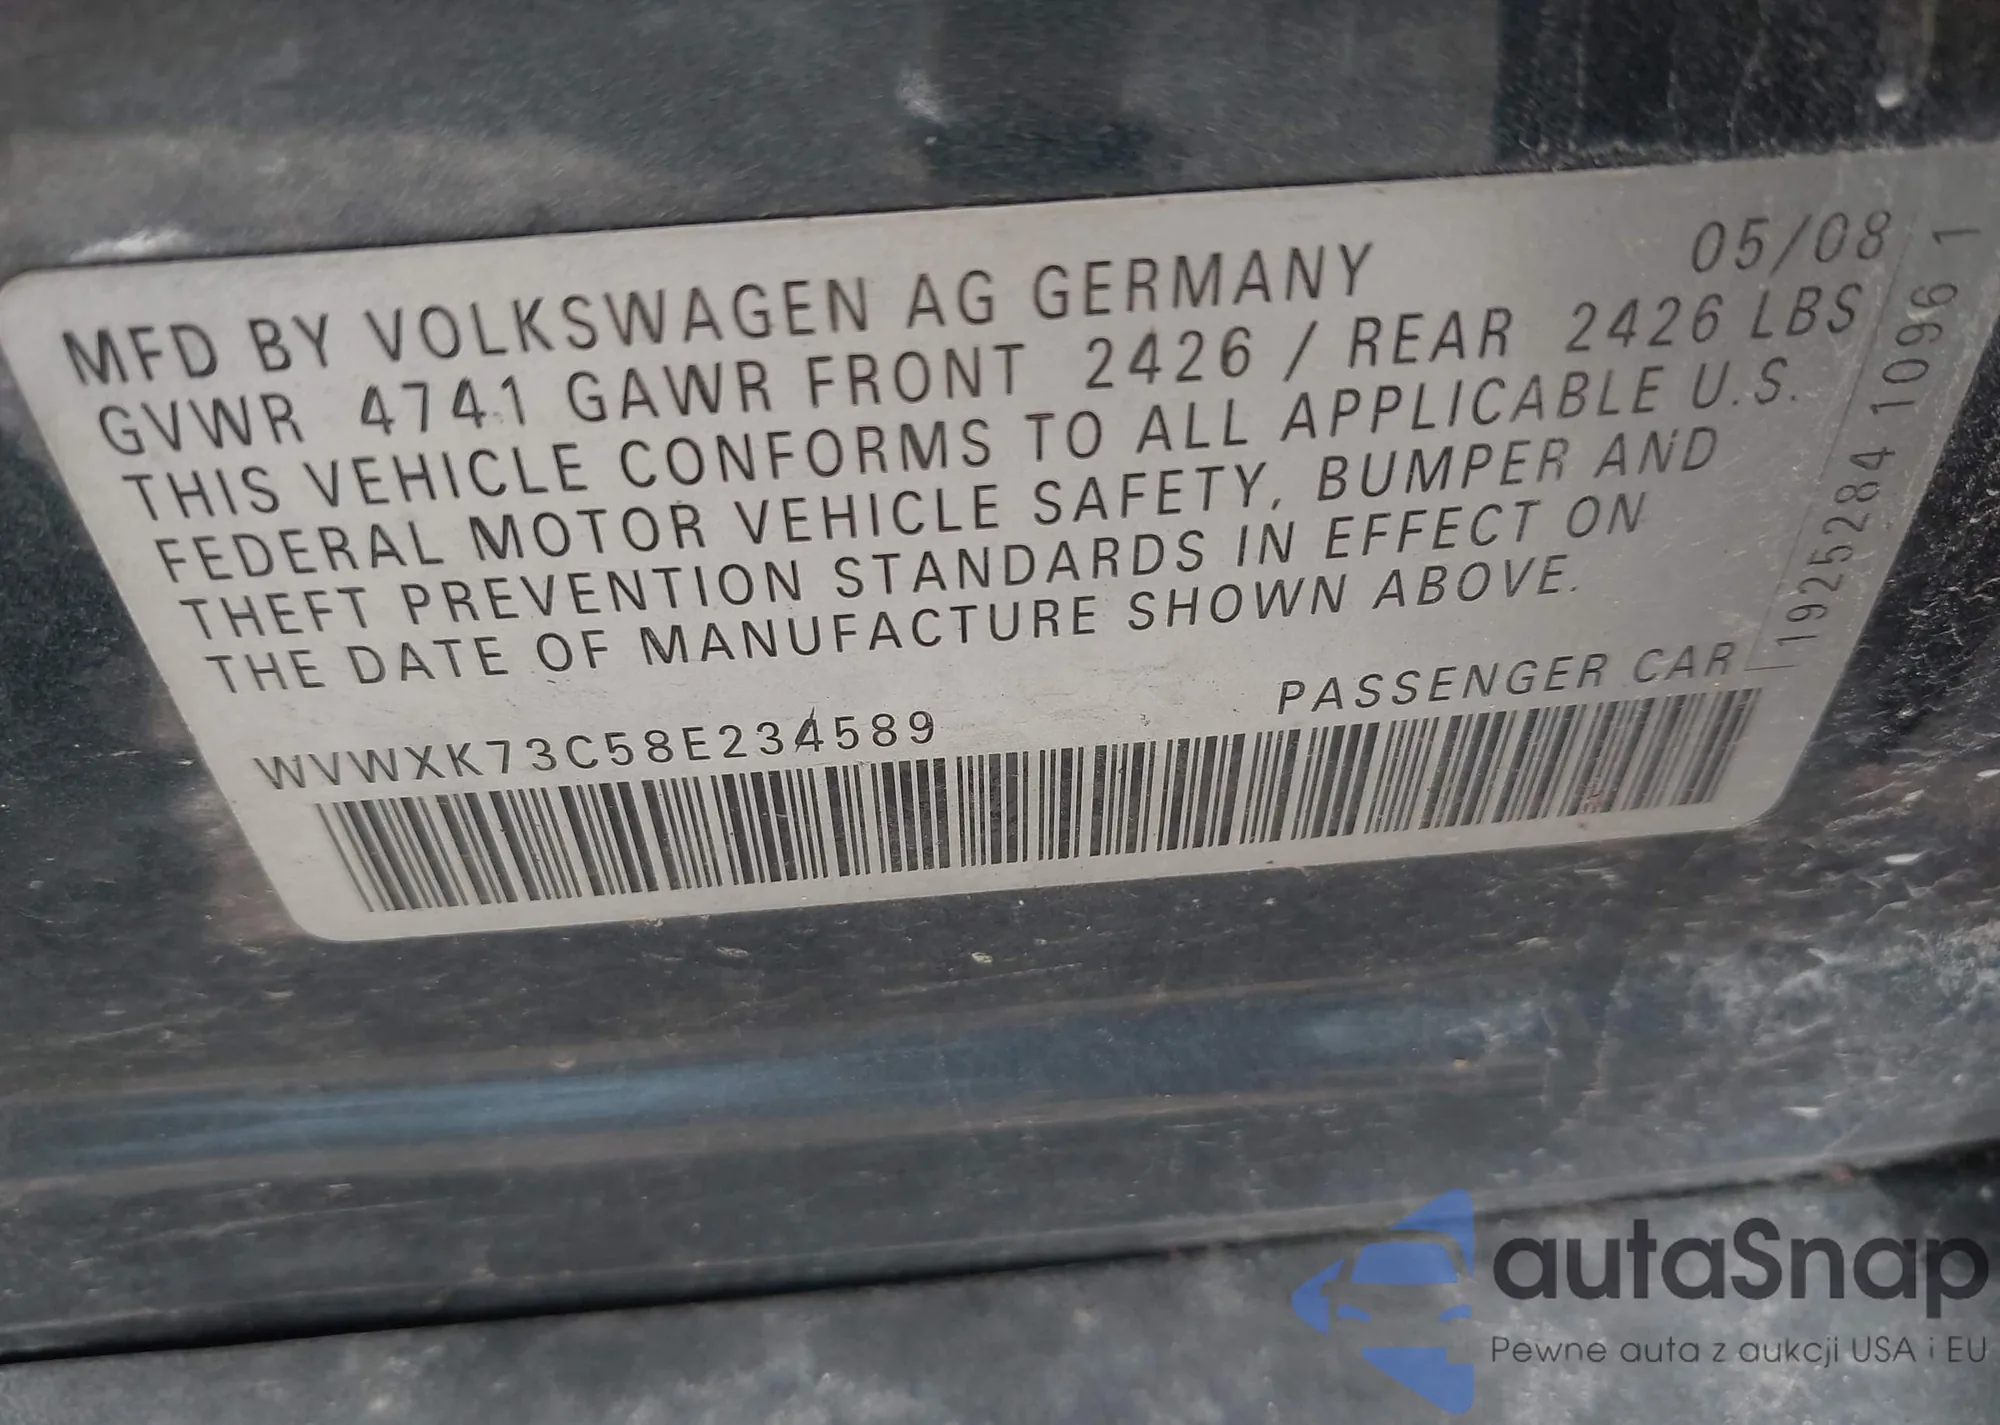 05/08
MFD BY VOLKSWAGEN AG GERMANY
GVWR 4741 GAWR FRONT 2426 / REAR 2426 LBS
THIS VEHICLE CONFORMS TO ALL APPLICABLE U.S.
FEDERAL MOTOR VEHICLE SAFETY, BUMPER AND
THEFT PREVENTION STANDARDS IN EFFECT ON
THE DATE OF MANUFACTURE SHOWN ABOVE.
WVWXK73C58E234589 PASSENGER CAR
1925284 1096 1
autaSnap
Pewne auta z aukcji USA i EU